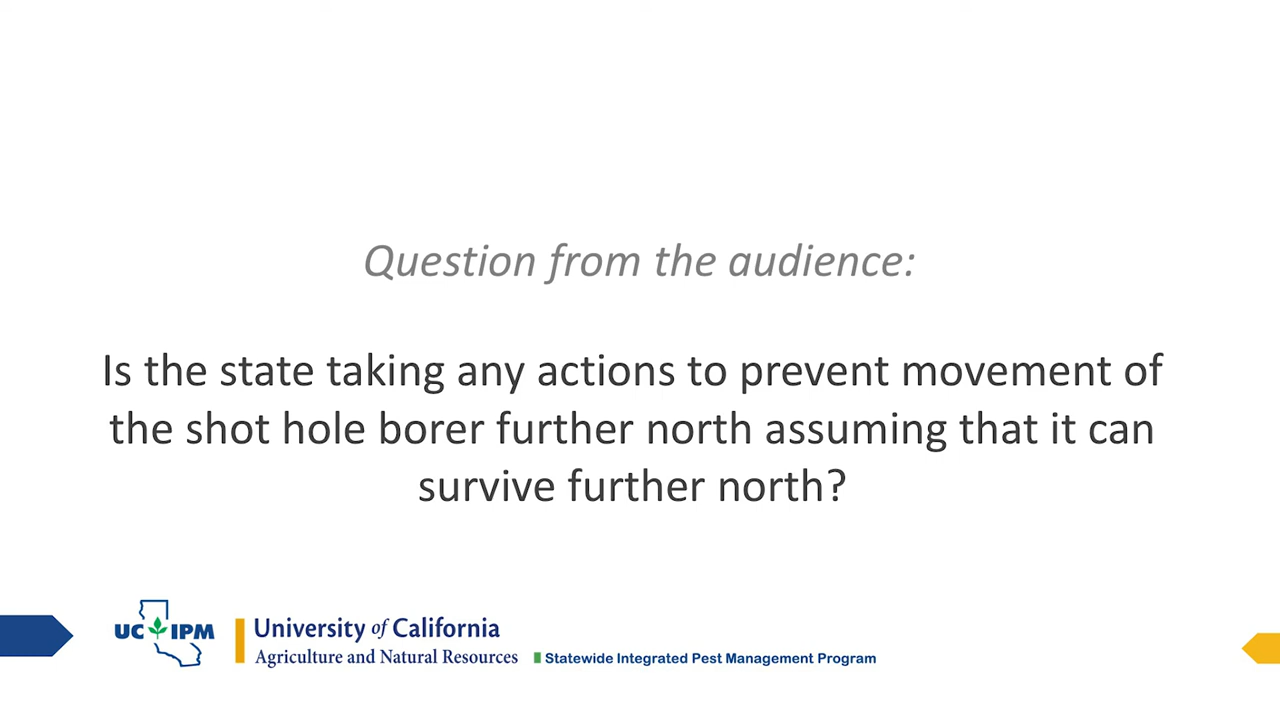 Question from the audience:
Is the state taking any actions to prevent movement of
the shot hole borer further north assuming that it can
survive further north?
UC IPM
University of California
Agriculture and Natural Resources
Statewide Integrated Pest Management Program